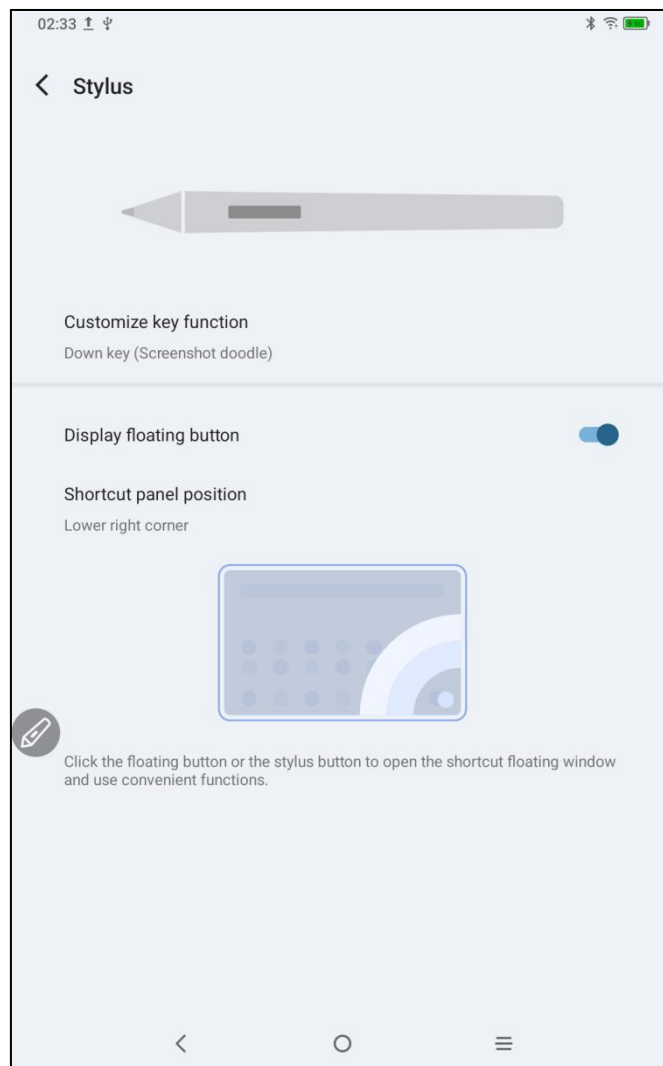 02:33
Stylus
Customize key function
Down key (Screenshot doodle)
Display floating button
Shortcut panel position
Lower right corner
Click the floating button or the stylus button to open the shortcut floating window
and use convenient functions.